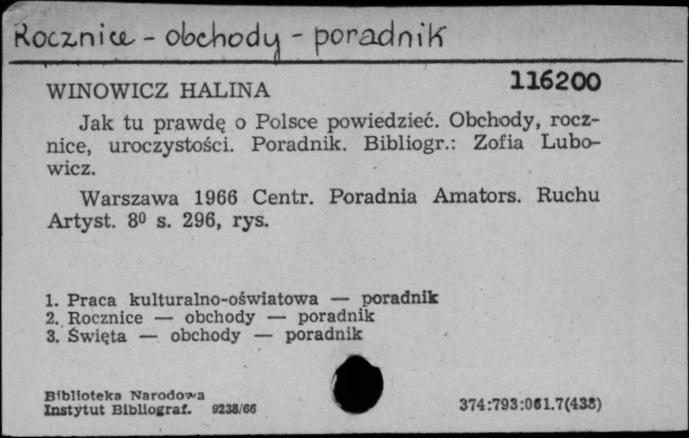 Rocznice - obchody - poradnik
116200
WINOWICZ HALINA
Jak tu prawdę o Polsce powiedzieć. Obchody, rocz-
nice, uroczystości. Poradnik. Bibliogr.: Zofia Lubo-
wicz.
Warszawa 1966 Centr. Poradnia Amators. Ruchu
Artyst. 8⁰ s. 296, rys.
1. Praca kulturalno-oświatowa — poradnik
2. Rocznice — obchody — poradnik
3. Święta — obchody — poradnik
Biblioteka Narodowa
Instytut Bibliograf. 9238/66
374:793:061.7(438)